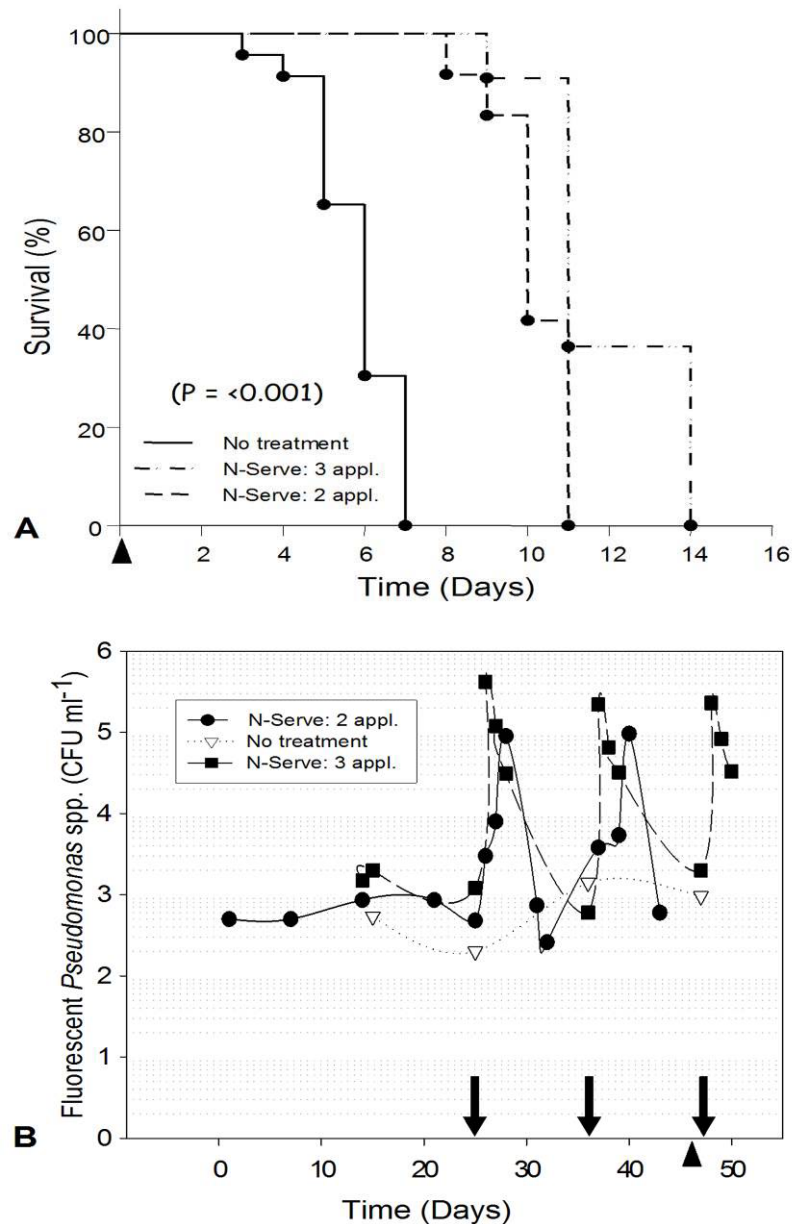 100
80
60
40
20
0
Survival (%)
(P = <0.001)
No treatment
N-Serve: 3 appl.
N-Serve: 2 appl.
A
2 4 6 8 10 12 14 16
Time (Days)
6
5
4
3
2
1
0
Fluorescent Pseudomonas spp. (CFU ml⁻¹)
N-Serve: 2 appl.
No treatment
N-Serve: 3 appl.
B
0 10 20 30 40 50
Time (Days)